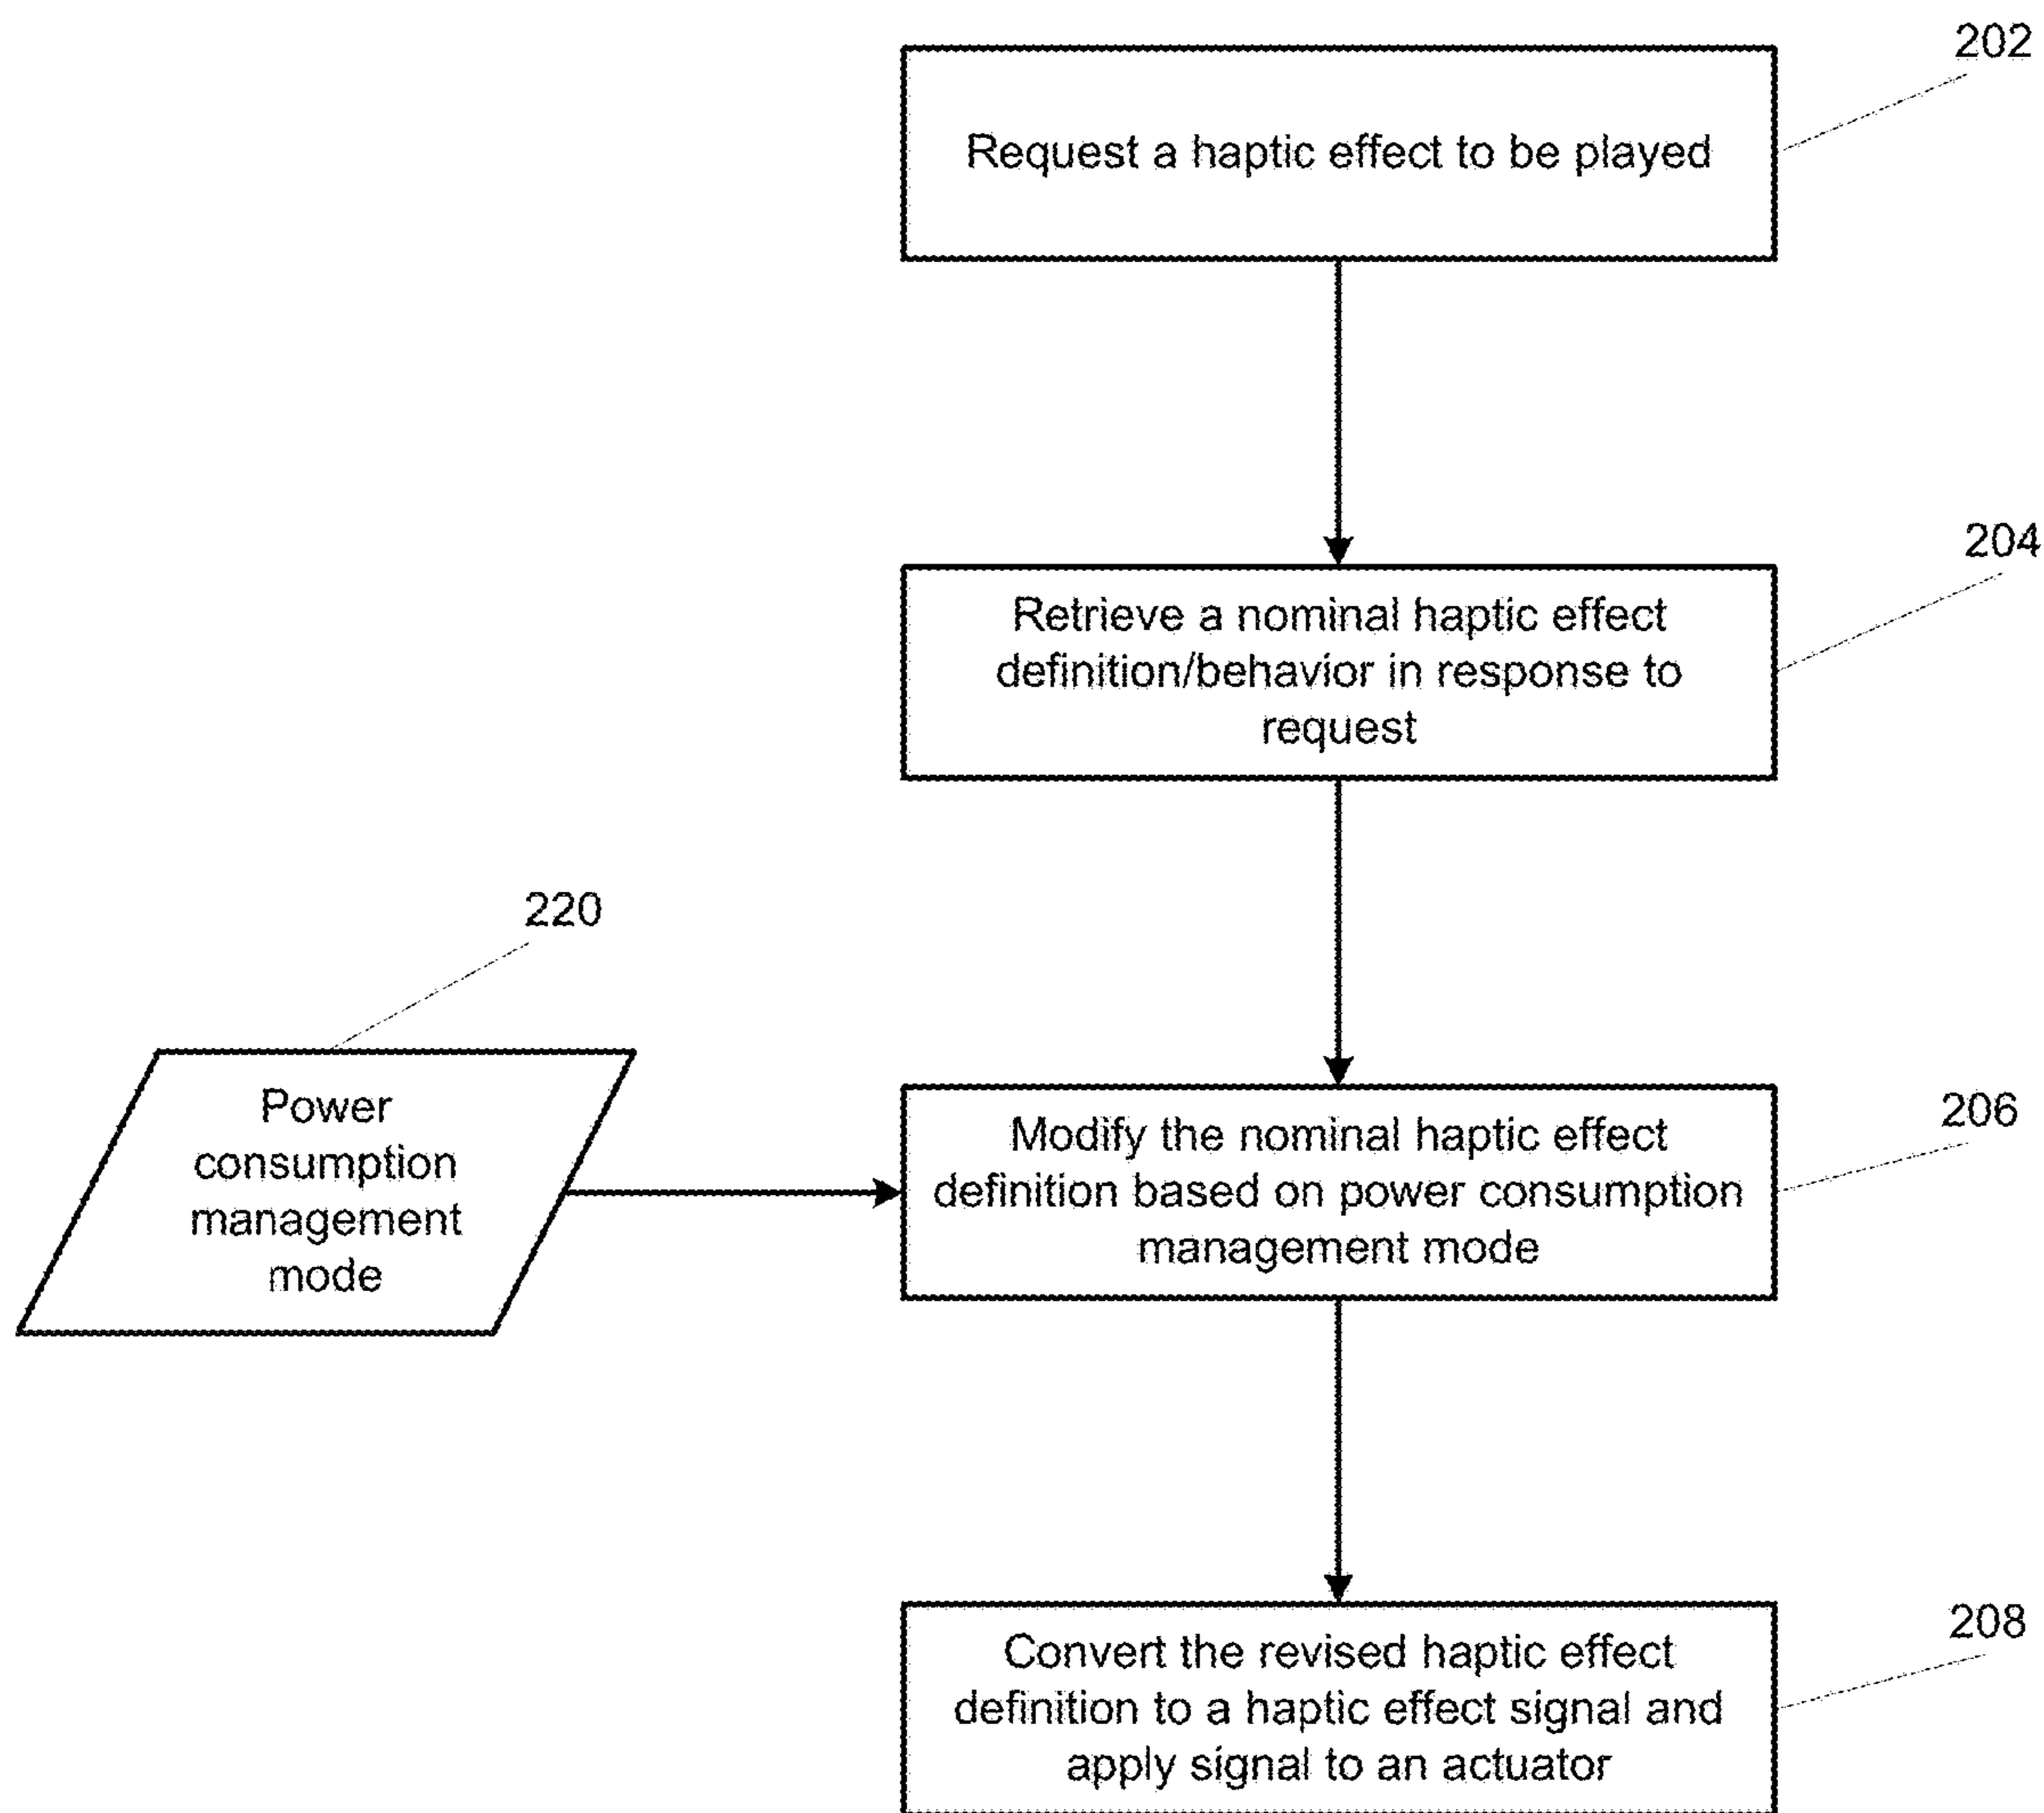 202
Request a haptic effect to be played
204
Retrieve a nominal haptic effect
definition/behavior in response to
request
220
Power
consumption
management
mode
206
Modify the nominal haptic effect
definition based on power consumption
management mode
208
Convert the revised haptic effect
definition to a haptic effect signal and
apply signal to an actuator